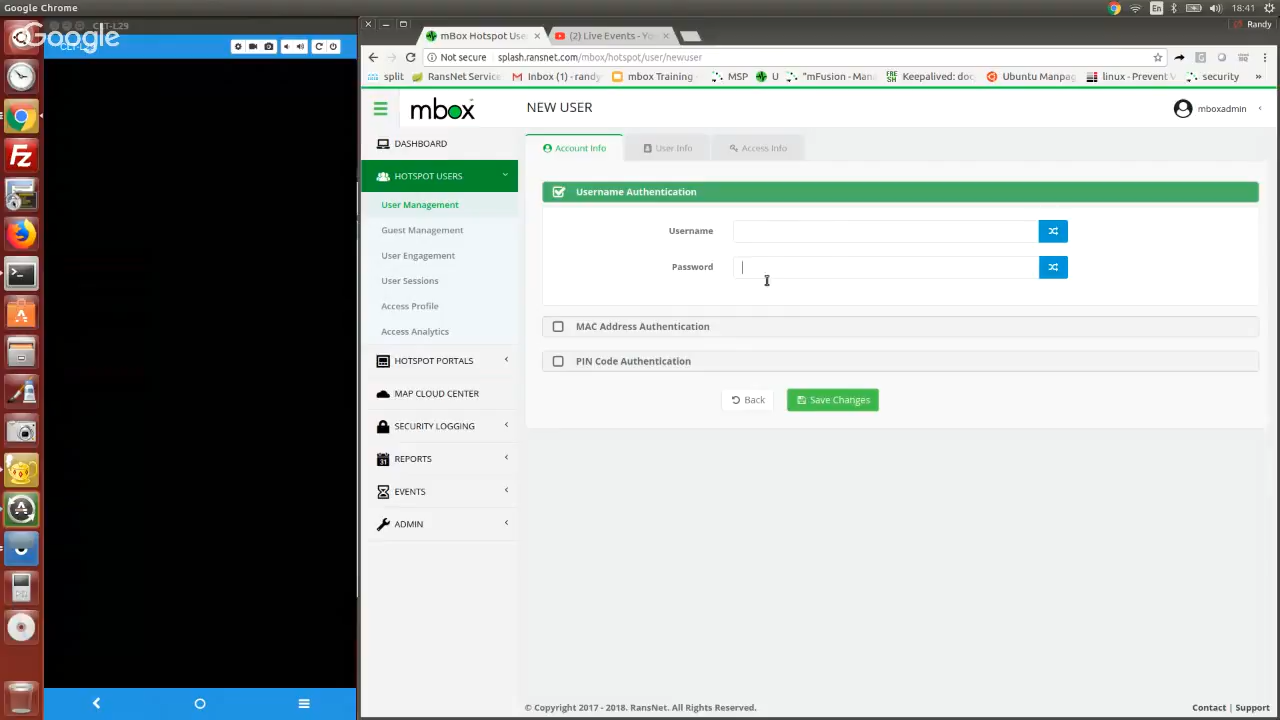 Google Chrome
En
18:41
CLT-L29
Google
mBox Hotspot Use
(2) Live Events - Yo
Randy
Not secure
splash.ransnet.com/mbox/hotspot/user/newuser
split
RansNet Service
Inbox (1) - randy
mbox Training
MSP
U
"mFusion - Man
Keepalived: doc
Ubuntu Manpag
linux - Prevent V
security
mbox
NEW USER
mboxadmin
DASHBOARD
Account Info
User Info
Access Info
HOTSPOT USERS
Username Authentication
User Management
Guest Management
Username
User Engagement
Password
User Sessions
Access Profile
Access Analytics
MAC Address Authentication
HOTSPOT PORTALS
PIN Code Authentication
MAP CLOUD CENTER
Back
Save Changes
SECURITY LOGGING
REPORTS
EVENTS
ADMIN
© Copyright 2017 - 2018. RansNet. All Rights Reserved.
Contact | Support